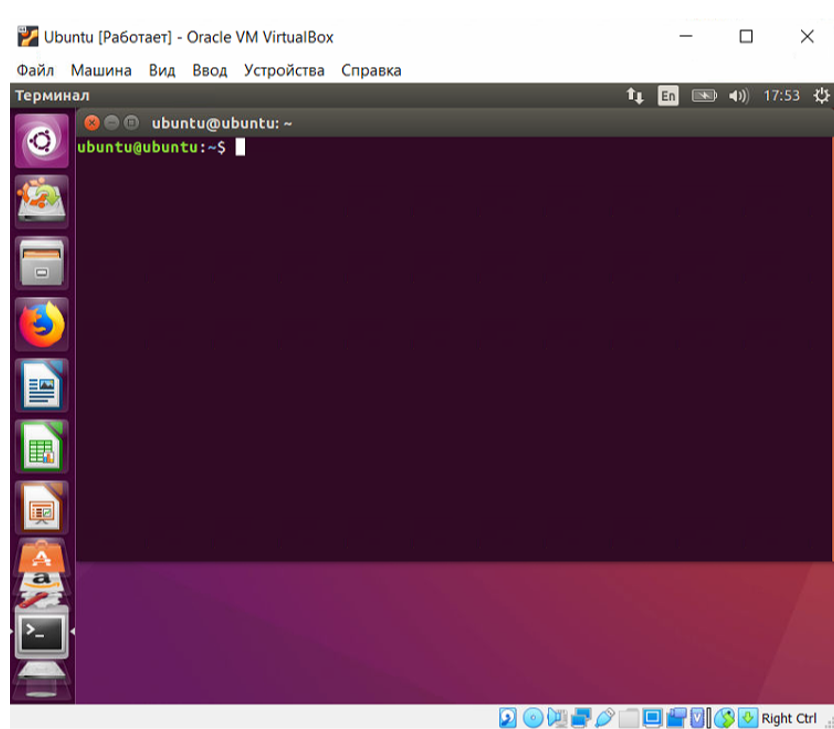 Ubuntu [Работает] - Oracle VM VirtualBox
Файл Машина Вид Ввод Устройства Справка
Терминал En 17:53
ubuntu@ubuntu: ~
ubuntu@ubuntu:~$
A
a
>_
V Right Ctrl